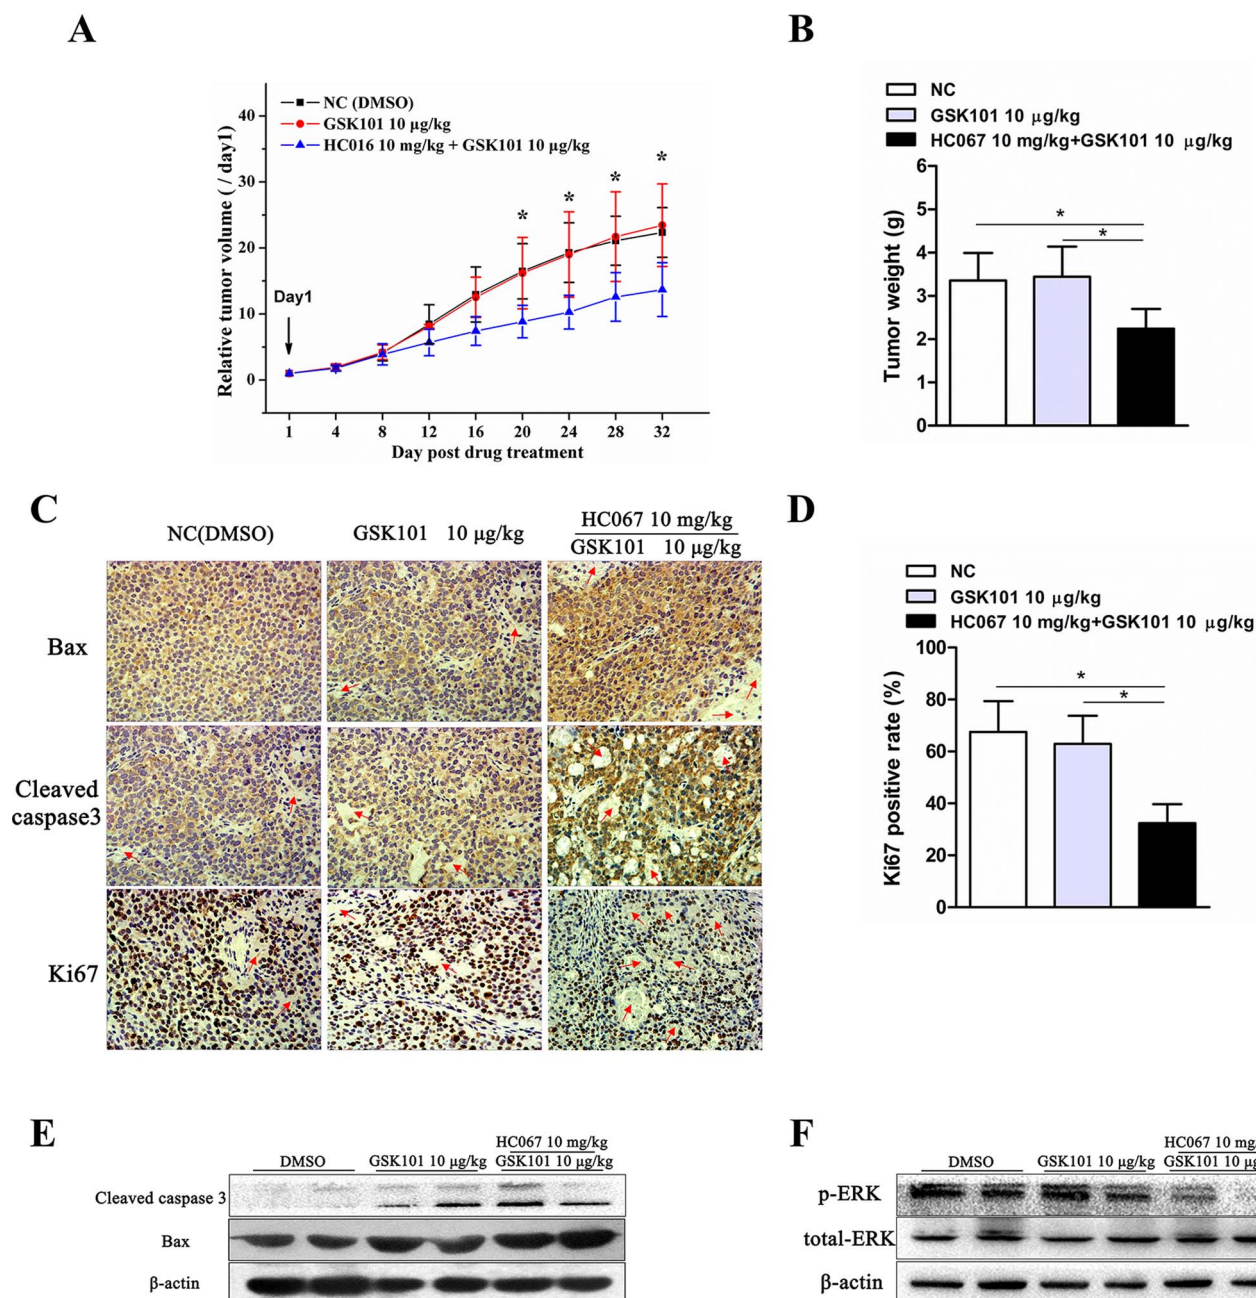 A
NC (DMSO)
GSK101 10 µg/kg
HC016 10 mg/kg + GSK101 10 µg/kg
Relative tumor volume ( / day1)
40
30
20
10
0
Day1
* * * *
1 4 8 12 16 20 24 28 32
Day post drug treatment
B
NC
GSK101 10 µg/kg
HC067 10 mg/kg+GSK101 10 µg/kg
Tumor weight (g)
6
5
4
3
2
1
0
*
*
C
NC(DMSO)
GSK101 10 µg/kg
HC067 10 mg/kg
GSK101 10 µg/kg
Bax
Cleaved
caspase3
Ki67
D
NC
GSK101 10 µg/kg
HC067 10 mg/kg+GSK101 10 µg/kg
Ki67 positive rate (%)
100
80
60
40
20
0
*
*
E
DMSO
GSK101 10 µg/kg
HC067 10 mg/kg
GSK101 10 µg/kg
Cleaved caspase 3
Bax
β-actin
F
DMSO
GSK101 10 µg/kg
HC067 10 mg/
GSK101 10 µg/
p-ERK
total-ERK
β-actin